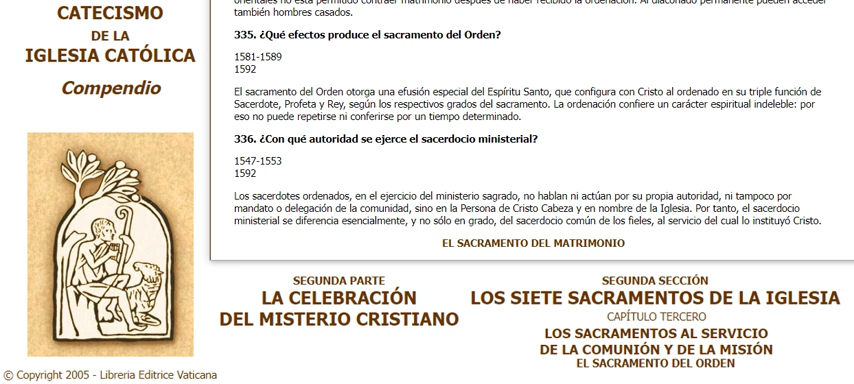 CATECISMO
DE LA
IGLESIA CATÓLICA
Compendio
orientales no está permitido contraer matrimonio después de haber recibido la ordenación. Al diaconado permanente pueden acceder
también hombres casados.
335. ¿Qué efectos produce el sacramento del Orden?
1581-1589
1592
El sacramento del Orden otorga una efusión especial del Espíritu Santo, que configura con Cristo al ordenado en su triple función de
Sacerdote, Profeta y Rey, según los respectivos grados del sacramento. La ordenación confiere un carácter espiritual indeleble: por
eso no puede repetirse ni conferirse por un tiempo determinado.
336. ¿Con qué autoridad se ejerce el sacerdocio ministerial?
1547-1553
1592
Los sacerdotes ordenados, en el ejercicio del ministerio sagrado, no hablan ni actúan por su propia autoridad, ni tampoco por
mandato o delegación de la comunidad, sino en la Persona de Cristo Cabeza y en nombre de la Iglesia. Por tanto, el sacerdocio
ministerial se diferencia esencialmente, y no sólo en grado, del sacerdocio común de los fieles, al servicio del cual lo instituyó Cristo.
EL SACRAMENTO DEL MATRIMONIO
SEGUNDA PARTE
LA CELEBRACIÓN
DEL MISTERIO CRISTIANO
SEGUNDA SECCIÓN
LOS SIETE SACRAMENTOS DE LA IGLESIA
CAPÍTULO TERCERO
LOS SACRAMENTOS AL SERVICIO
DE LA COMUNIÓN Y DE LA MISIÓN
EL SACRAMENTO DEL ORDEN
© Copyright 2005 - Libreria Editrice Vaticana